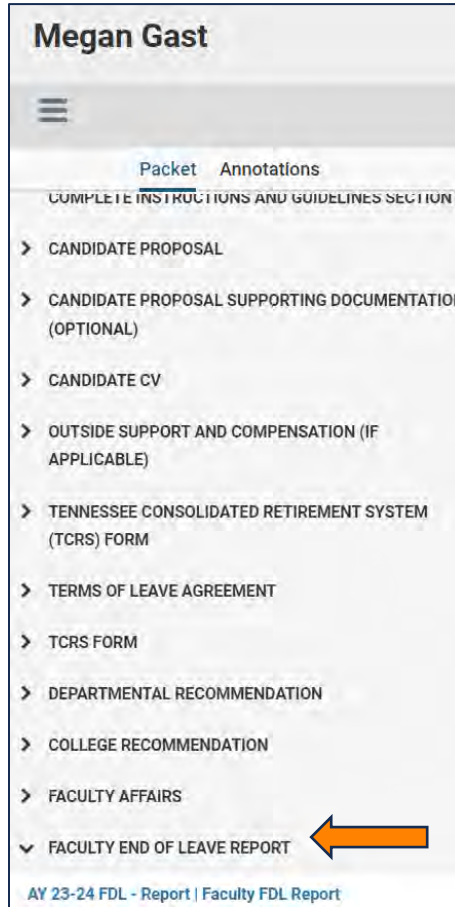 Megan Gast
Packet Annotations
COMPLETE INSTRUCTIONS AND GUIDELINES SECTION
CANDIDATE PROPOSAL
CANDIDATE PROPOSAL SUPPORTING DOCUMENTATION
(OPTIONAL)
CANDIDATE CV
OUTSIDE SUPPORT AND COMPENSATION (IF
APPLICABLE)
TENNESSEE CONSOLIDATED RETIREMENT SYSTEM
(TCRS) FORM
TERMS OF LEAVE AGREEMENT
TCRS FORM
DEPARTMENTAL RECOMMENDATION
COLLEGE RECOMMENDATION
FACULTY AFFAIRS
FACULTY END OF LEAVE REPORT
AY 23-24 FDL - Report | Faculty FDL Report